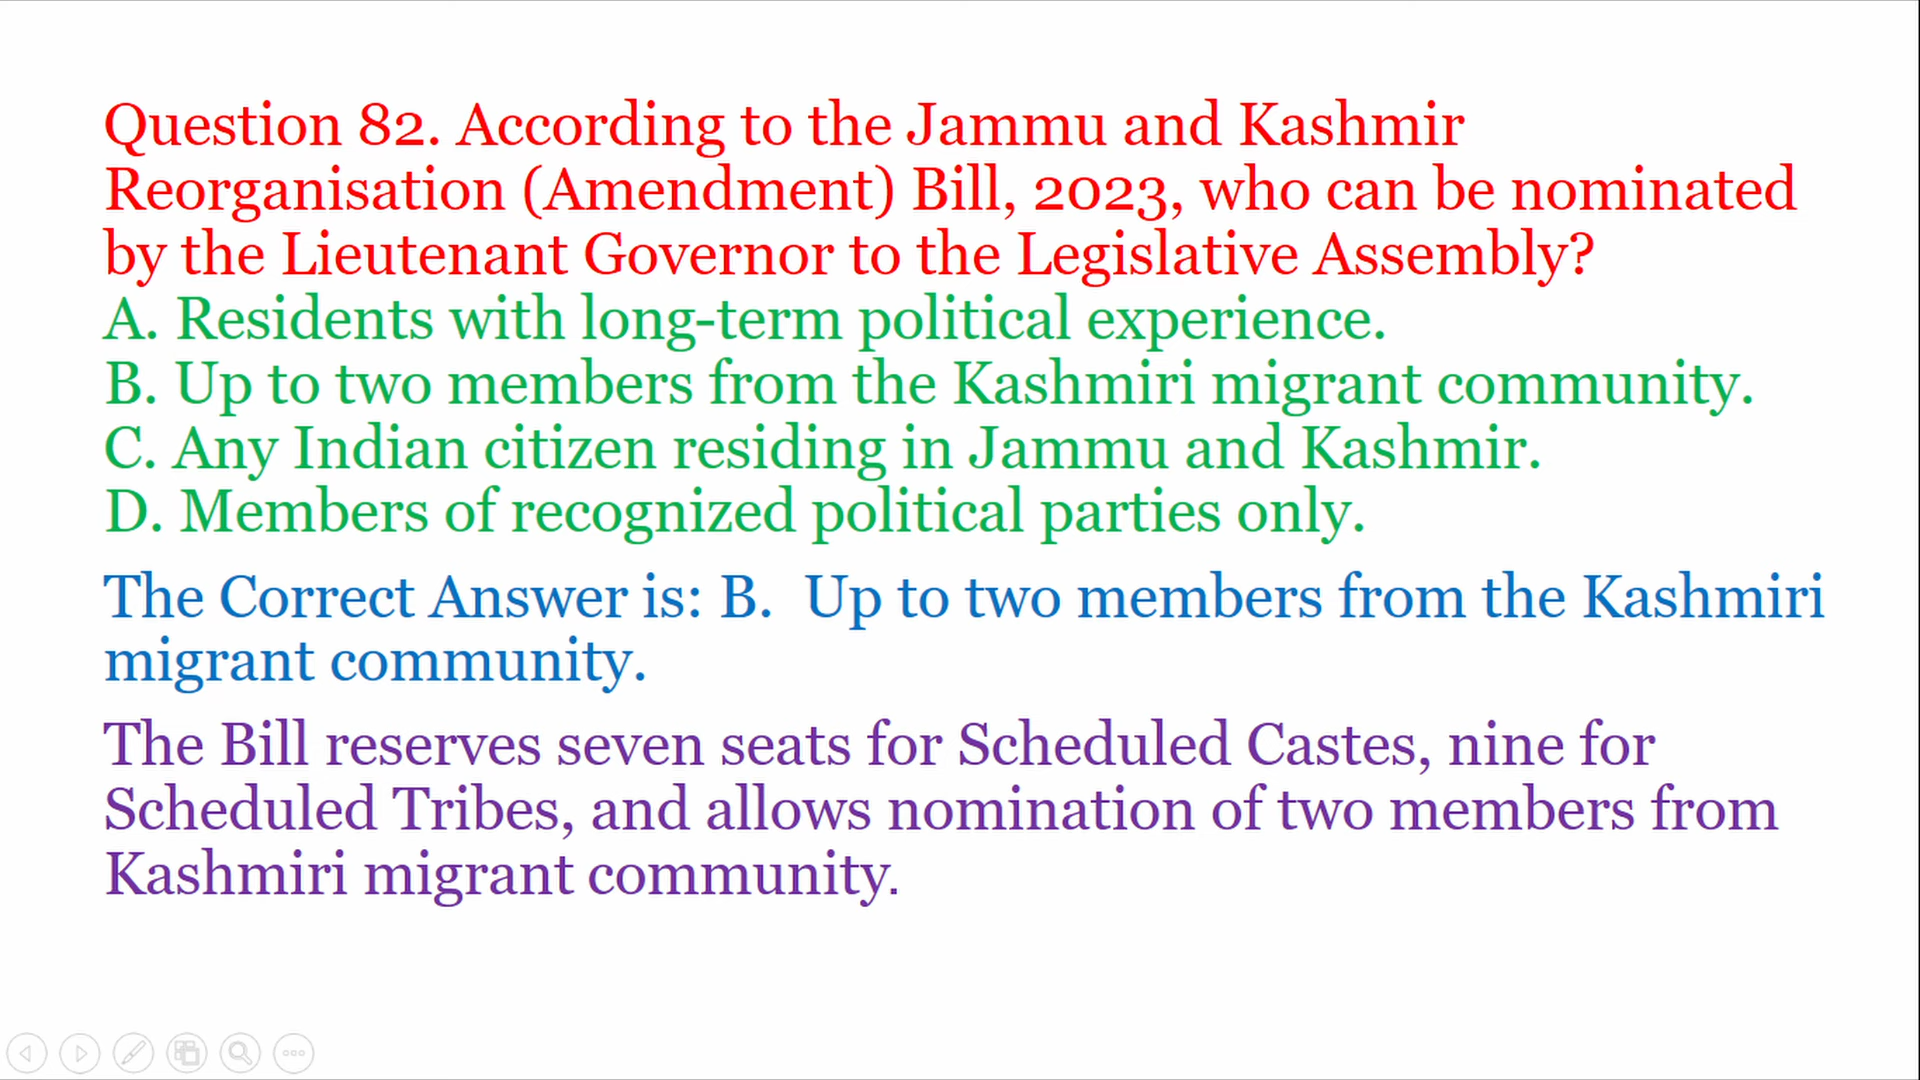 Question 82. According to the Jammu and Kashmir
Reorganisation (Amendment) Bill, 2023, who can be nominated
by the Lieutenant Governor to the Legislative Assembly?
A. Residents with long-term political experience.
B. Up to two members from the Kashmiri migrant community.
C. Any Indian citizen residing in Jammu and Kashmir.
D. Members of recognized political parties only.
The Correct Answer is: B.  Up to two members from the Kashmiri
migrant community.
The Bill reserves seven seats for Scheduled Castes, nine for
Scheduled Tribes, and allows nomination of two members from
Kashmiri migrant community.